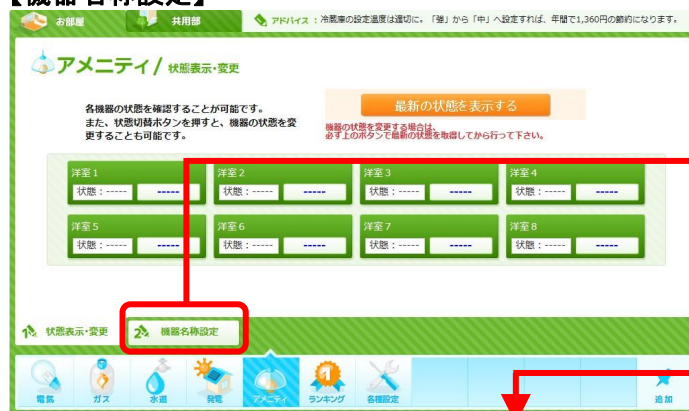 【機器名称設定】
お部屋
共用部
アドバイス：冷蔵庫の設定温度は適切に。「強」から「中」へ設定すれば、年間で1,360円の節約になります。
アメニティ / 状態表示・変更
各機器の状態を確認することが可能です。
また、状態切替ボタンを押すと、機器の状態を変
更することも可能です。
最新の状態を表示する
機器の状態を変更する場合は、
必ず上のボタンで最新の状態を取得してから行って下さい。
洋室1
状態：----- -----
洋室2
状態：----- -----
洋室3
状態：----- -----
洋室4
状態：----- -----
洋室5
状態：----- -----
洋室6
状態：----- -----
洋室7
状態：----- -----
洋室8
状態：----- -----
1 状態表示・変更
2 機器名称設定
電気
ガス
水道
発電
アメニティ
1
ランキング
各種設定
追加